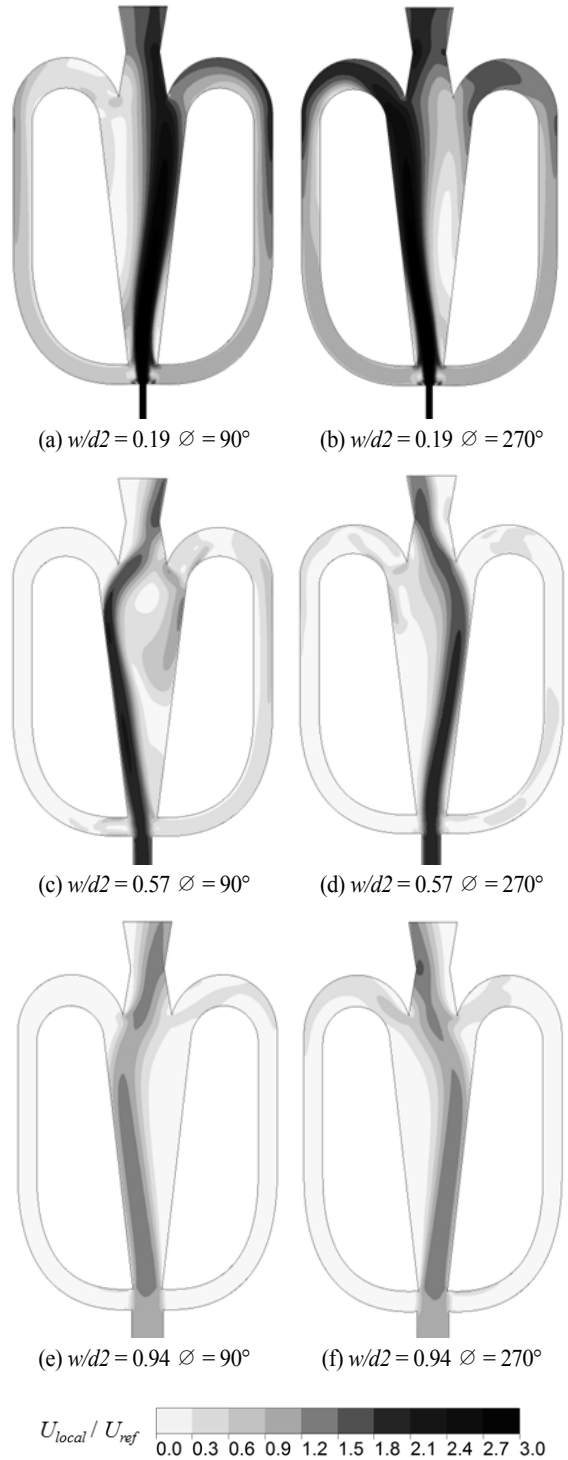 (a) w/d2 = 0.19 ∅ = 90°
(b) w/d2 = 0.19 ∅ = 270°
(c) w/d2 = 0.57 ∅ = 90°
(d) w/d2 = 0.57 ∅ = 270°
(e) w/d2 = 0.94 ∅ = 90°
(f) w/d2 = 0.94 ∅ = 270°
U_local / U_ref
0.0 0.3 0.6 0.9 1.2 1.5 1.8 2.1 2.4 2.7 3.0